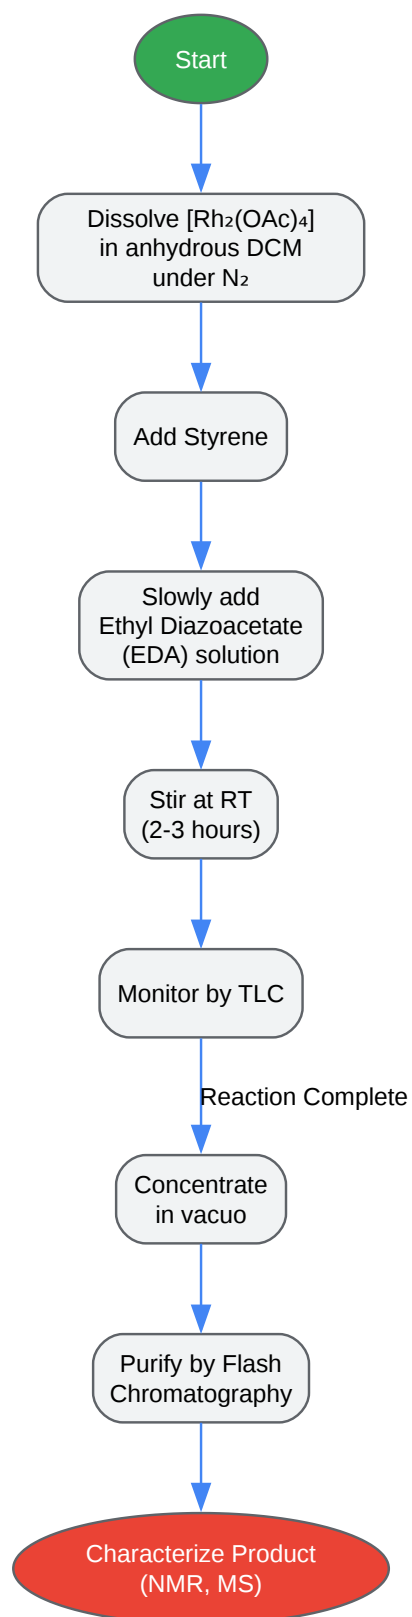 Start
Dissolve [Rh₂(OAc)₄]
in anhydrous DCM
under N₂
Add Styrene
Slowly add
Ethyl Diazoacetate
(EDA) solution
Stir at RT
(2-3 hours)
Monitor by TLC
Reaction Complete
Concentrate
in vacuo
Purify by Flash
Chromatography
Characterize Product
(NMR, MS)